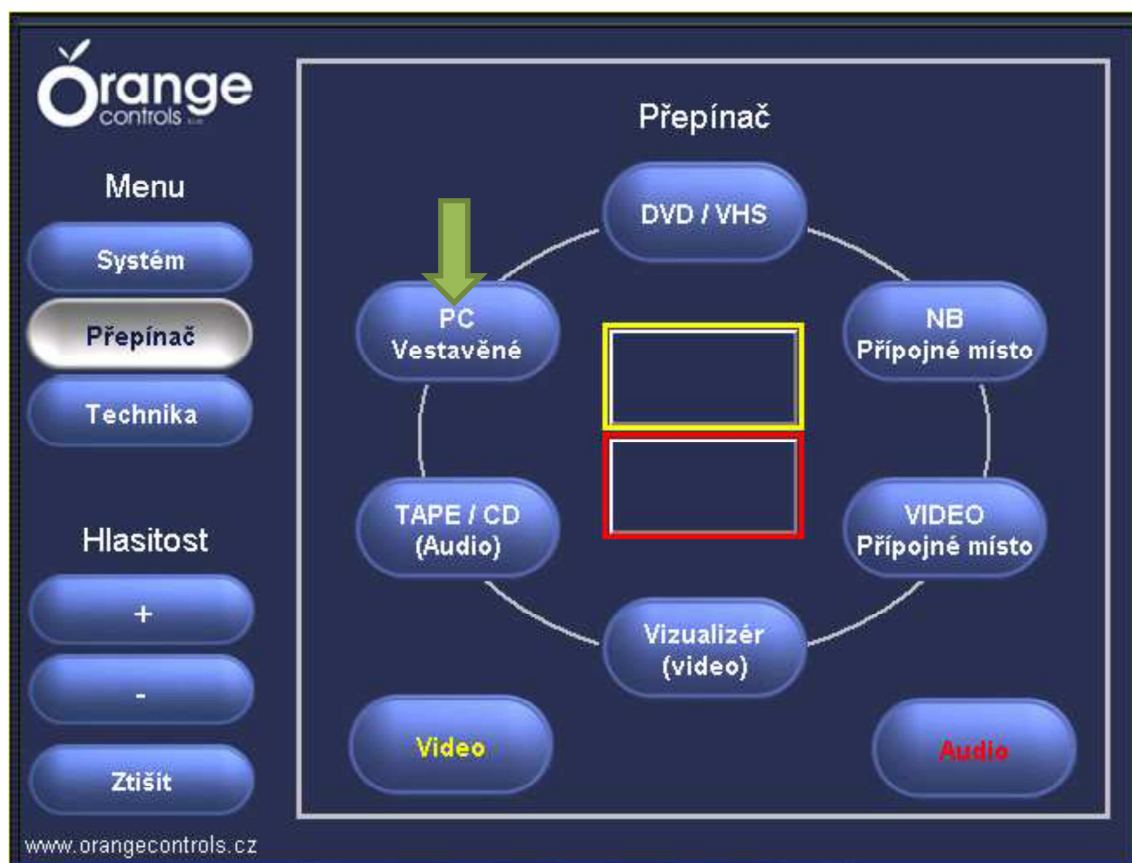 Orange
controls
Menu
Systém
Přepínač
Technika
Hlasitost
+
-
Ztišít
www.orangecontrols.cz
Přepínač
DVD / VHS
PC
Vestavěné
NB
Přípojné místo
TAPE / CD
(Audio)
VIDEO
Přípojné místo
Vizualizér
(video)
Video
Audio